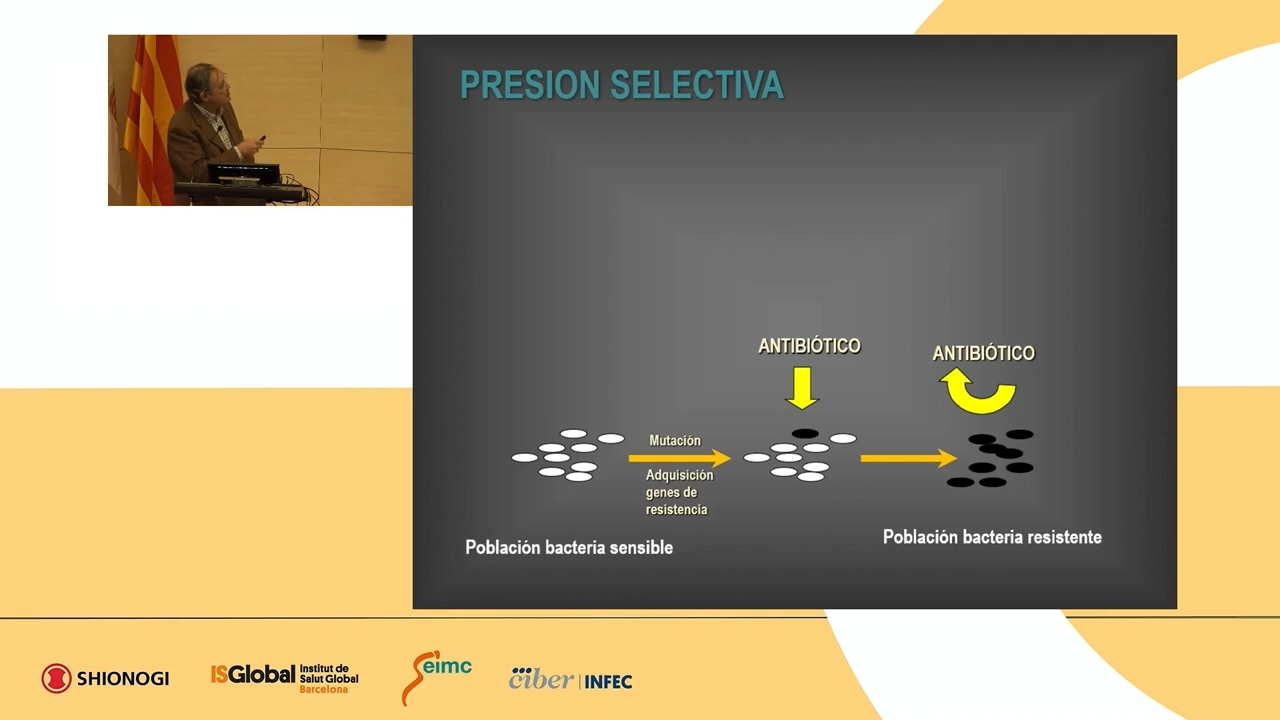 PRESION SELECTIVA
ANTIBIÓTICO
ANTIBIÓTICO
Mutación
Adquisición
genes de
resistencia
Población bacteria sensible
Población bacteria resistente
SHIONOGI
ISGlobal
Institut de
Salut Global
Barcelona
Seimc
ciber INFEC